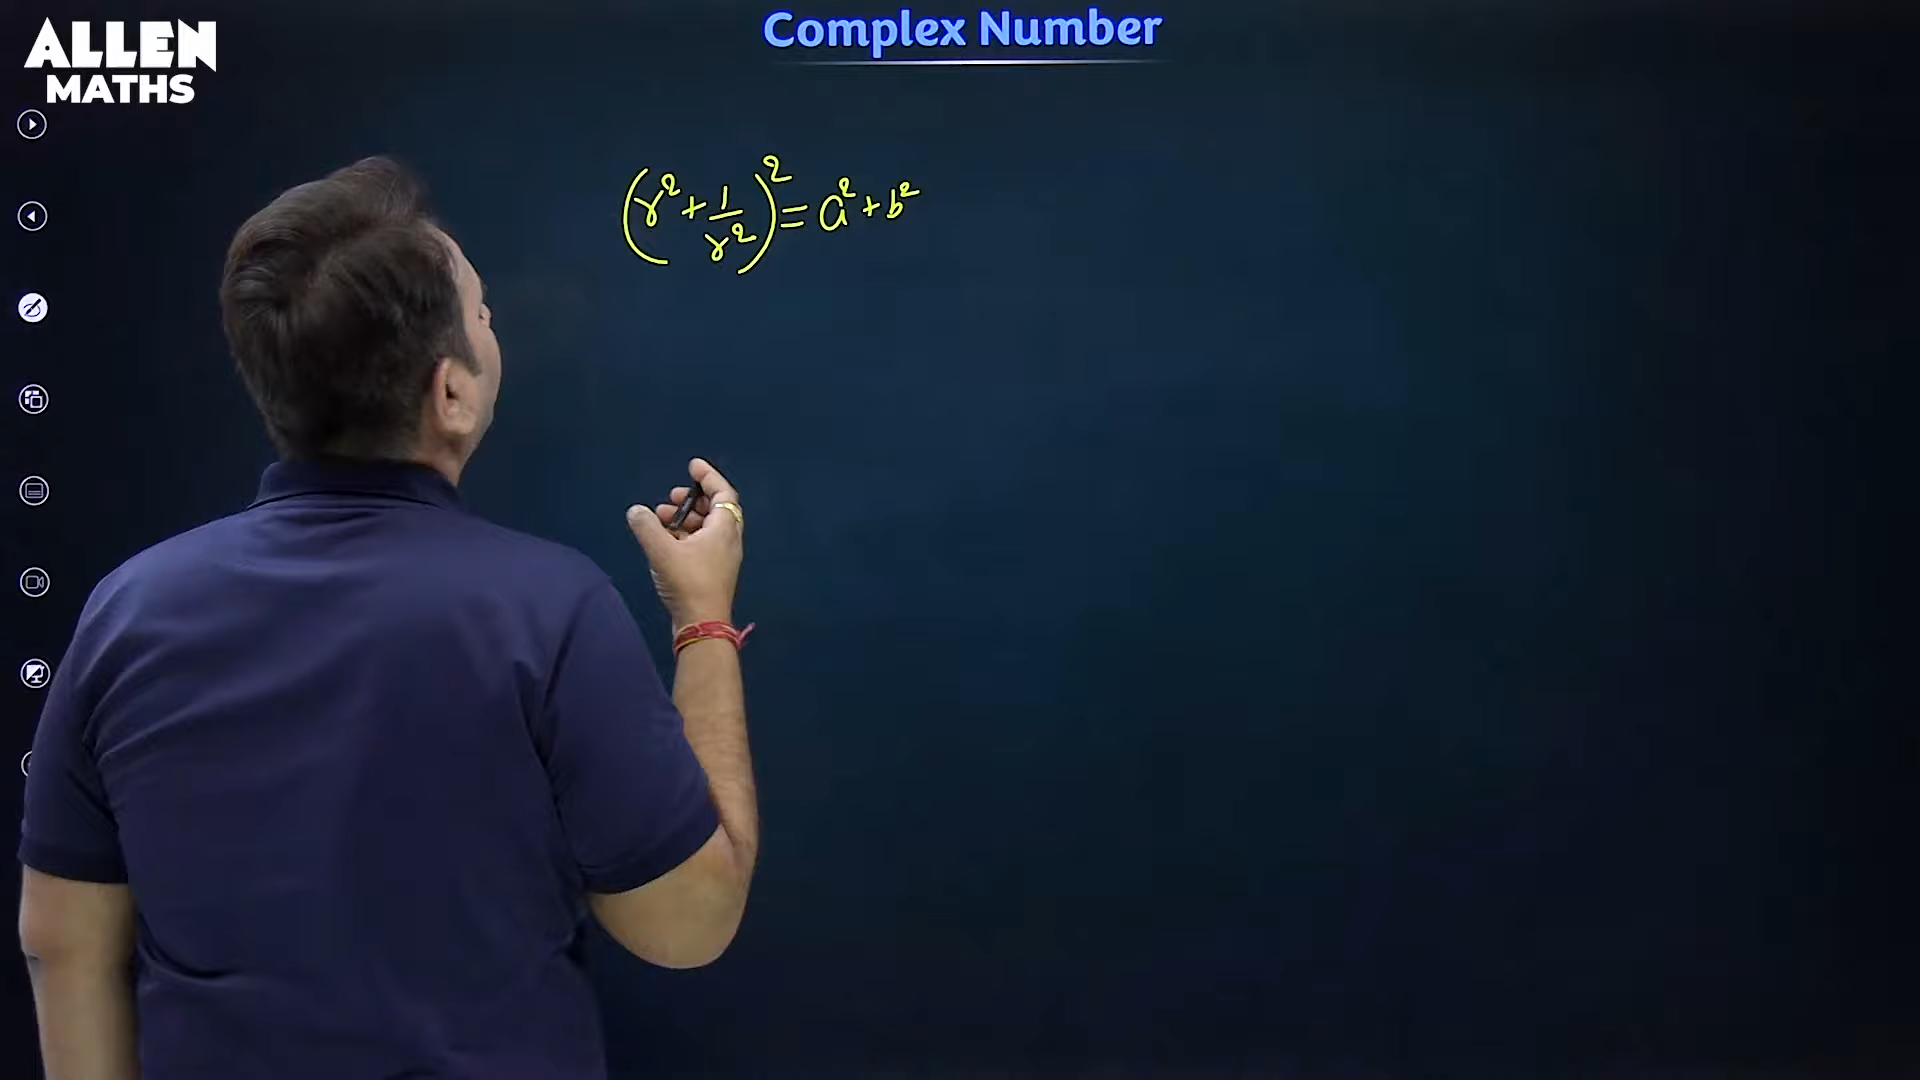 ALLEN
MATHS
Complex Number
(r² + 1/r²)² = a² + b²